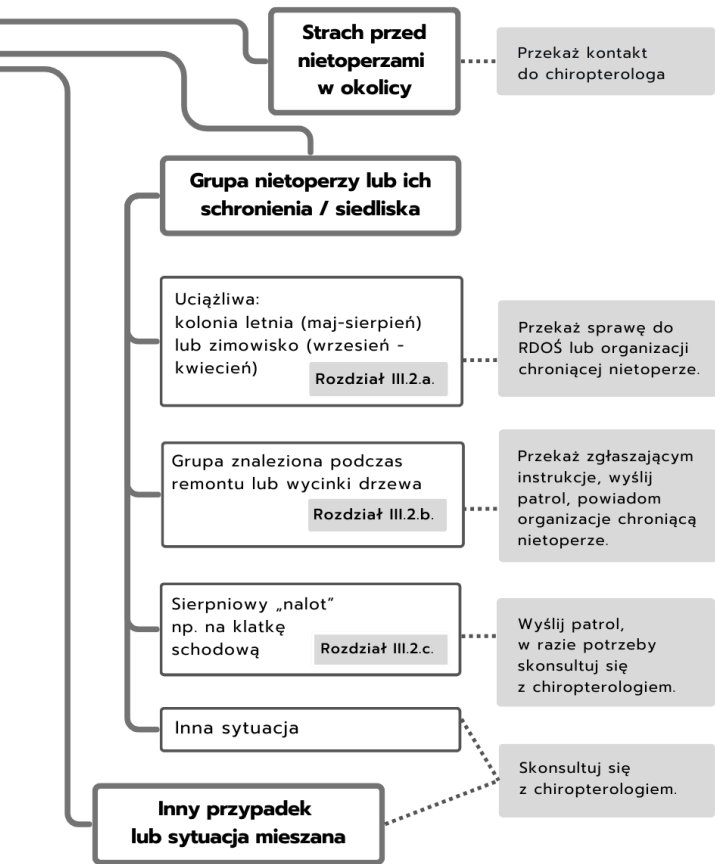 Strach przed
nietoperzami
w okolicy
Przekaż kontakt
do chiropterologa
Grupa nietoperzy lub ich
schronienia / siedliska
Uciążliwa:
kolonia letnia (maj-sierpień)
lub zimowisko (wrzesień -
kwiecień)
Rozdział III.2.a.
Przekaż sprawę do
RDOŚ lub organizacji
chroniącej nietoperze.
Grupa znaleziona podczas
remontu lub wycinki drzewa
Rozdział III.2.b.
Przekaż zgłaszającym
instrukcje, wyślij
patrol, powiadom
organizacje chroniącą
nietoperze.
Sierpniowy „nalot”
np. na klatkę
schodową
Rozdział III.2.c.
Wyślij patrol,
w razie potrzeby
skonsultuj się
z chiropterologiem.
Inna sytuacja
Skonsultuj się
z chiropterologiem.
Inny przypadek
lub sytuacja mieszana